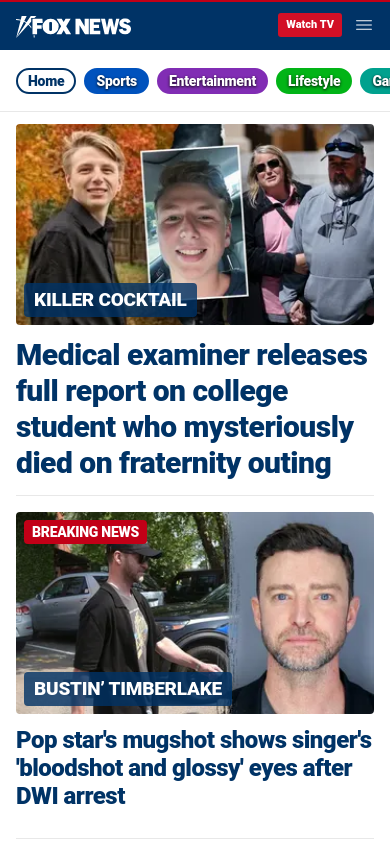 FOX NEWS
Watch TV
Home
Sports
Entertainment
Lifestyle
KILLER COCKTAIL
Medical examiner releases
full report on college
student who mysteriously
died on fraternity outing
BREAKING NEWS
BUSTIN’ TIMBERLAKE
Pop star's mugshot shows singer's
'bloodshot and glossy' eyes after
DWI arrest